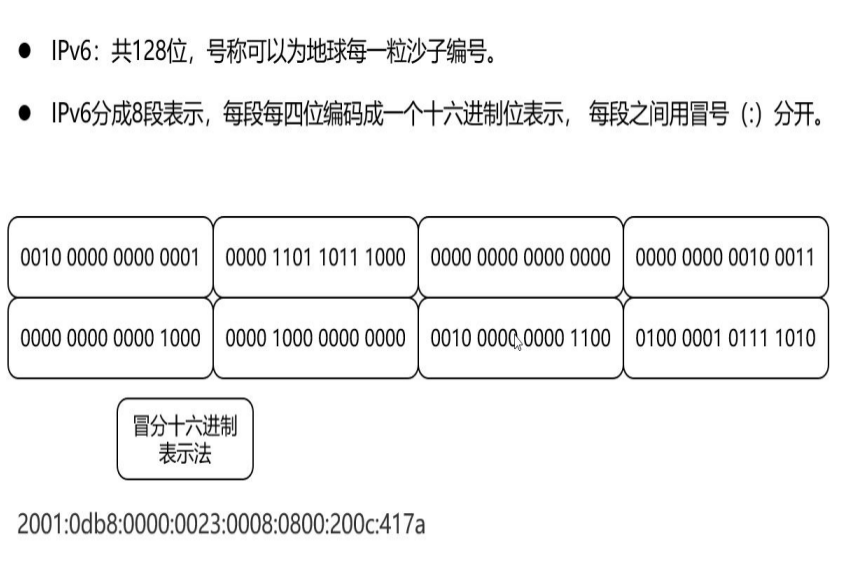 ● IPv6：共128位，号称可以为地球每一粒沙子编号。
● IPv6分成8段表示，每段每四位编码成一个十六进制位表示， 每段之间用冒号（:）分开。
0010 0000 0000 0001 0000 1101 1011 1000 0000 0000 0000 0000 0000 0000 0010 0011
0000 0000 0000 1000 0000 1000 0000 0000 0010 0000 0000 1100 0100 0001 0111 1010
冒分十六进制
表示法
2001:0db8:0000:0023:0008:0800:200c:417a